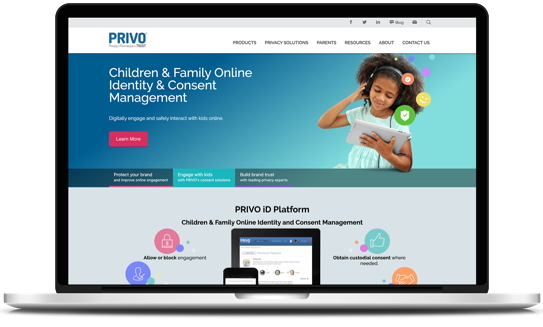 Blog
PRIVO
PRODUCTS PRIVACY SOLUTIONS PARENTS RESOURCES ABOUT CONTACT US
Children & Family Online
Identity & Consent
Management
Digitally engage and safely interact with kids online.
Learn More
Protect your brand
and improve online engagement
Engage with kids
with PRIVO's consent solutions
Build brand trust
with leading privacy experts
PRIVO iD Platform
Children & Family Online Identity and Consent Management
Allow or block engagement
PRIVO
Obtain custodial consent where
needed.